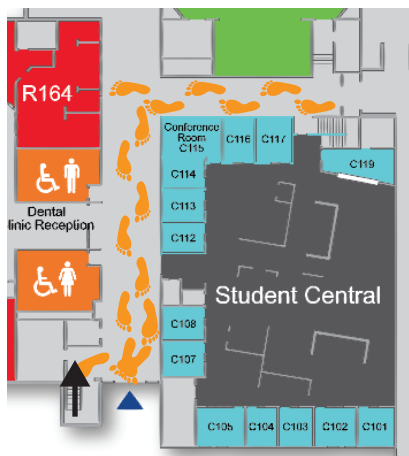 R164
Conference
Room
C115
C116
C117
C119
C114
C113
C112
Dental
linic Reception
Student Central
C108
C107
C105
C104
C103
C102
C101